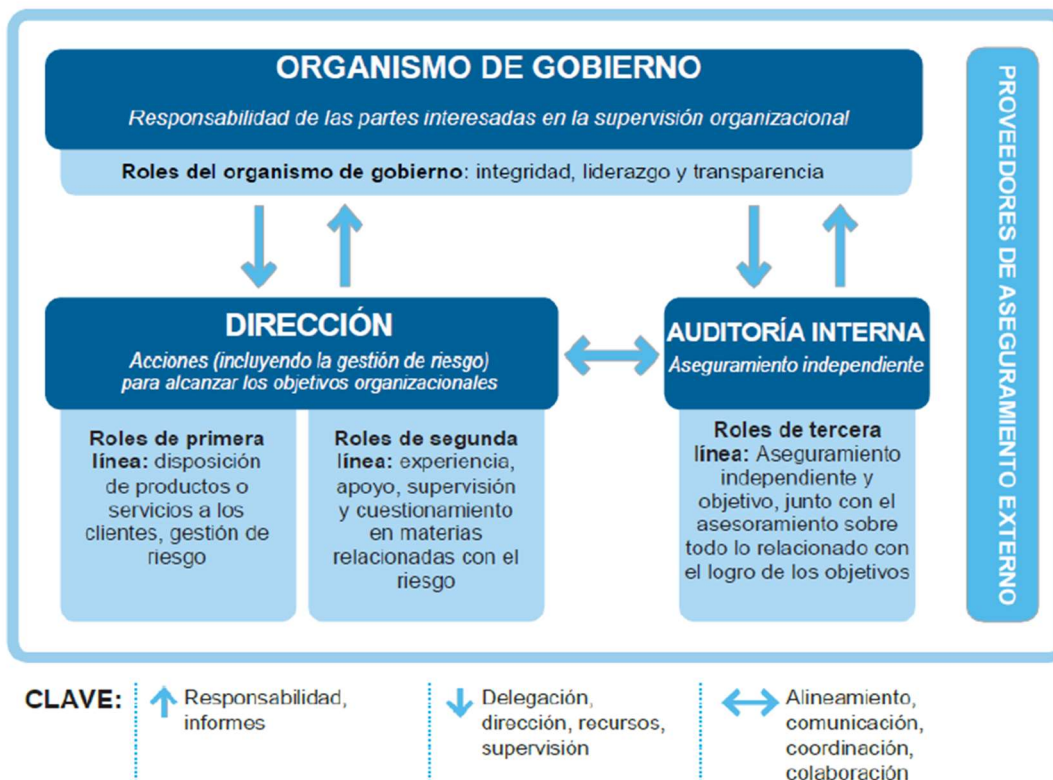 ORGANISMO DE GOBIERNO
Responsabilidad de las partes interesadas en la supervisión organizacional
Roles del organismo de gobierno: integridad, liderazgo y transparencia
DIRECCIÓN
Acciones (incluyendo la gestión de riesgo)
para alcanzar los objetivos organizacionales
Roles de primera
línea: disposición
de productos o
servicios a los
clientes, gestión de
riesgo
Roles de segunda
línea: experiencia,
apoyo, supervisión
y cuestionamiento
en materias
relacionadas con el
riesgo
AUDITORÍA INTERNA
Aseguramiento independiente
Roles de tercera
línea: Aseguramiento
independiente y
objetivo, junto con el
asesoramiento sobre
todo lo relacionado con
el logro de los objetivos
PROVEEDORES DE ASEGURAMIENTO EXTERNO
CLAVE:
Responsabilidad,
informes
Delegación,
dirección, recursos,
supervisión
Alineamiento,
comunicación,
coordinación,
colaboración